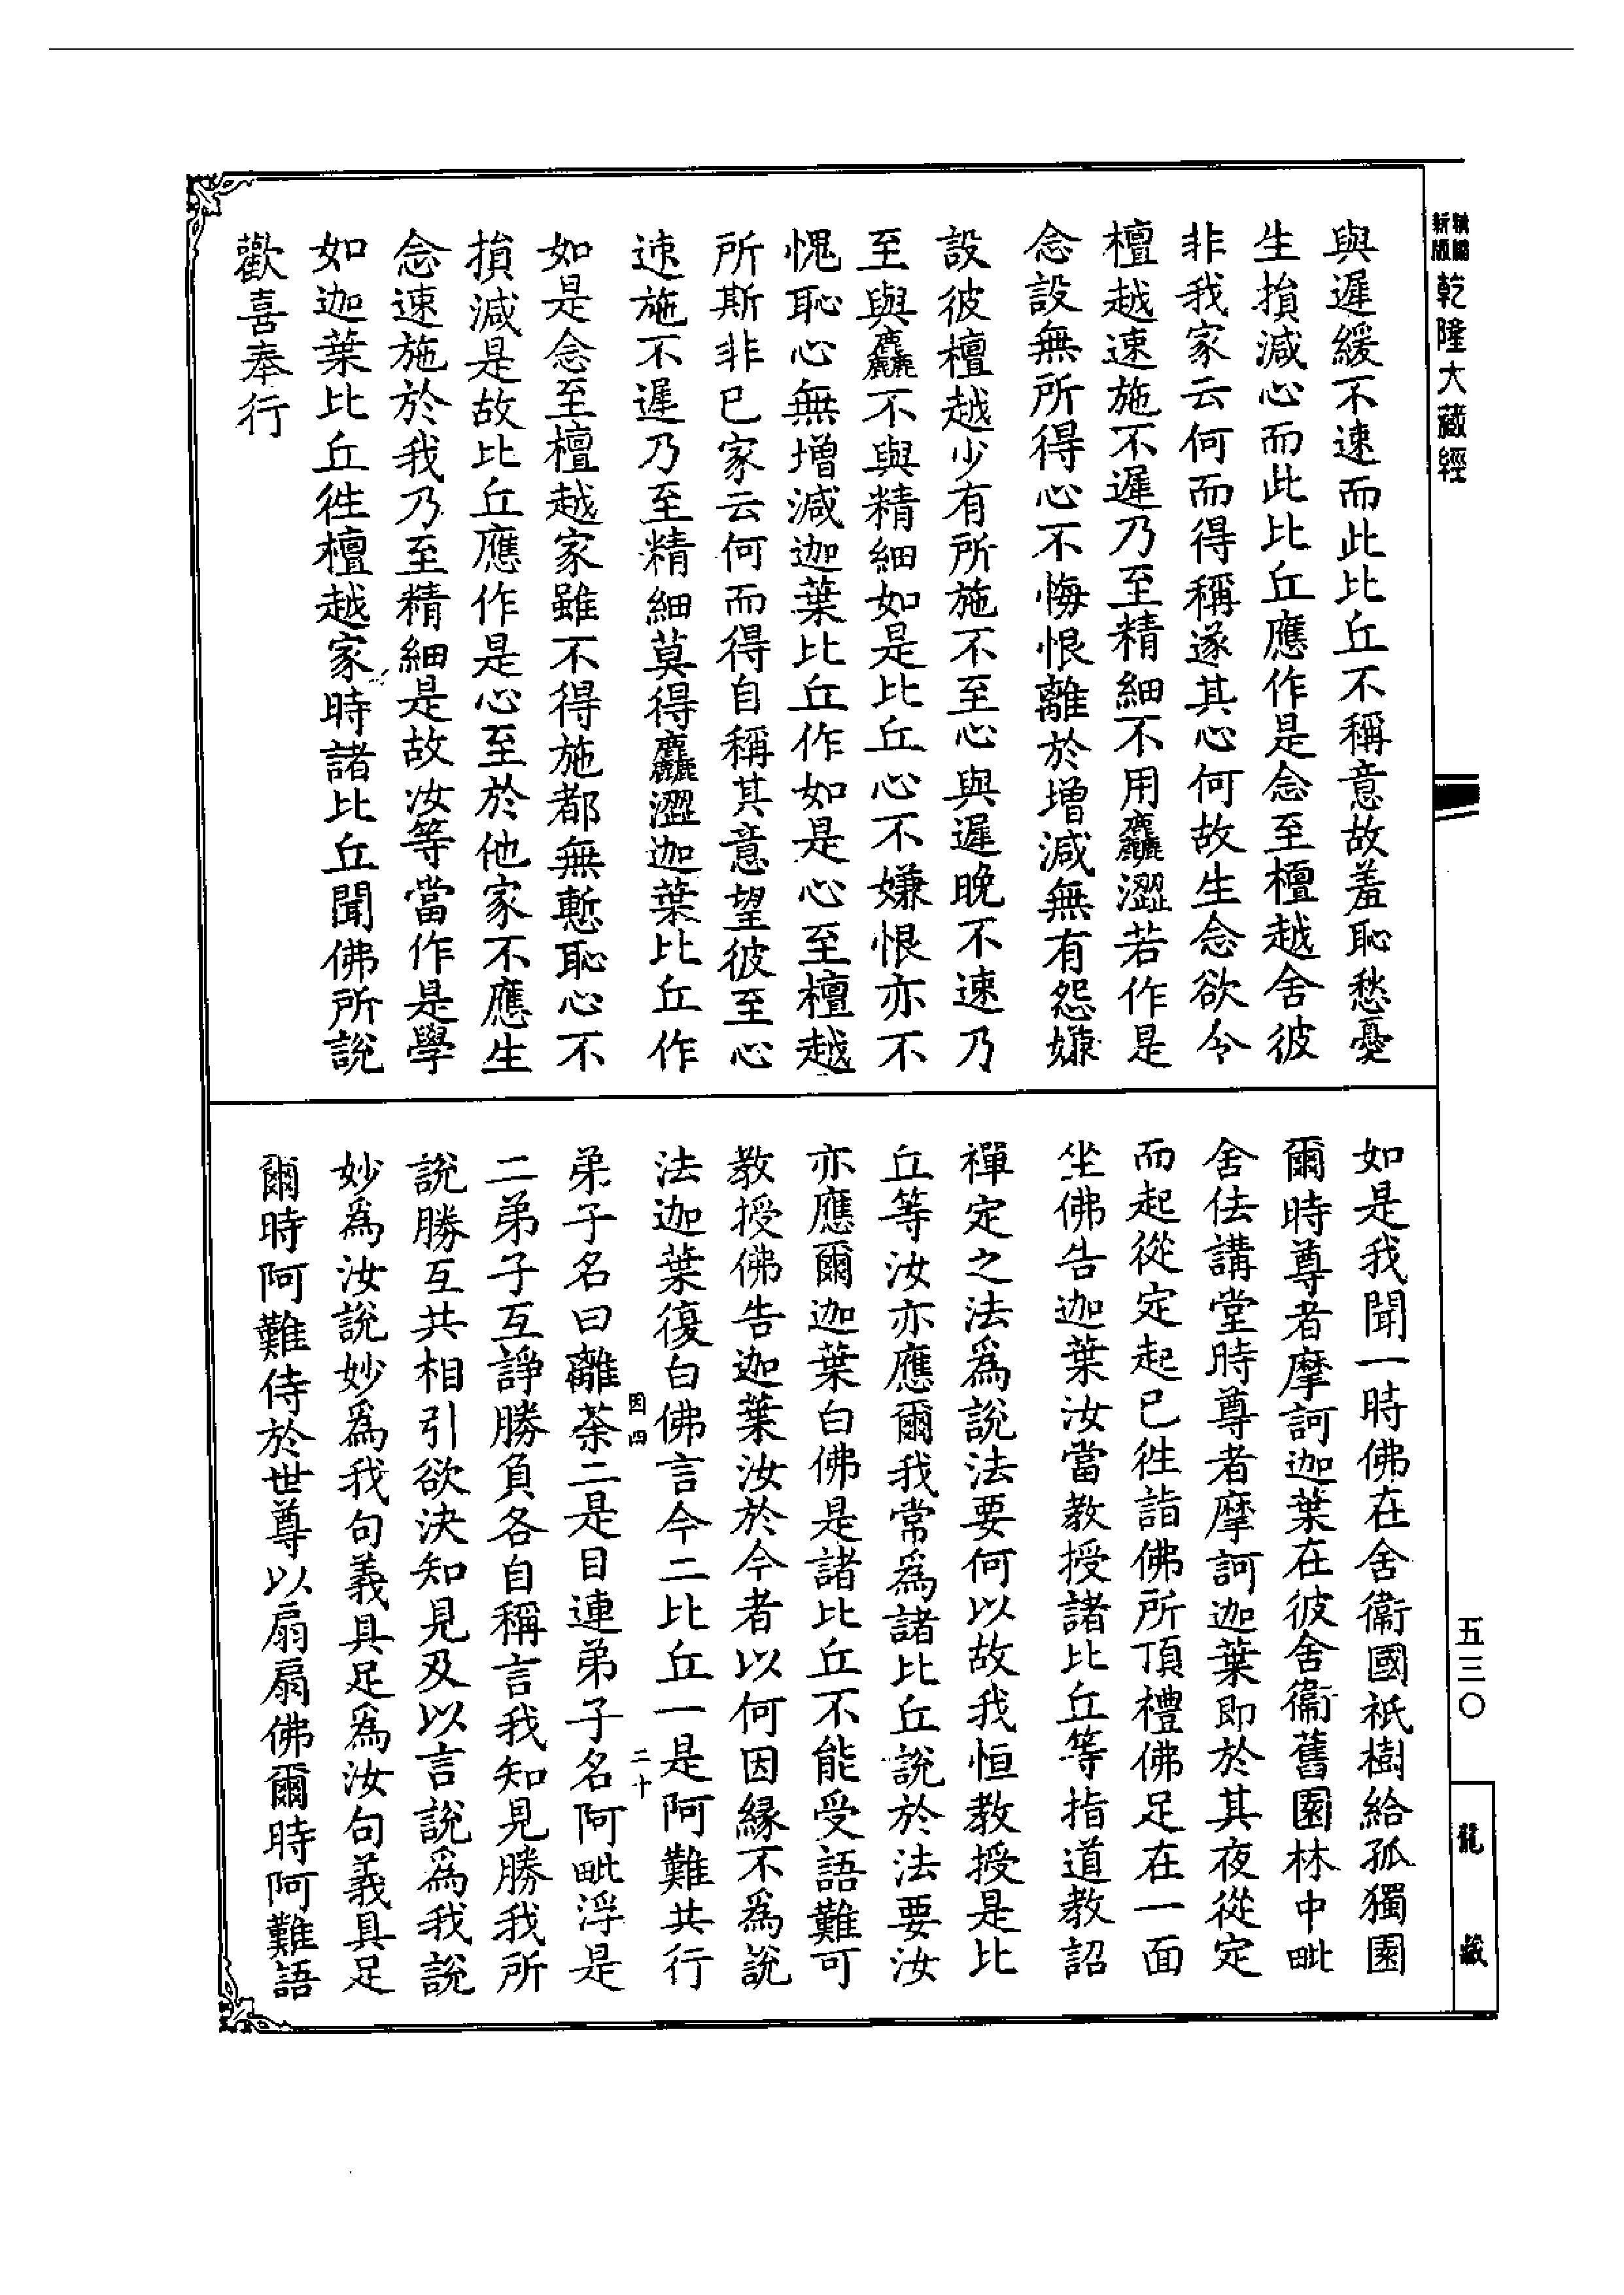 新版
精縮
乾隆大藏經
與遲緩不速而此比丘不稱意故羞恥愁憂
生損減心而此比丘應作是念至檀越舍彼
非我家云何而得稱遂其心何故生念欲令
檀越速施不遲乃至精細不用麤澀若作是
念設無所得心不悔恨離於增減無有怨嫌
設彼檀越少有所施不至心與遲晚不速乃
至與麤不與精細如是比丘心不嫌恨亦不
愧恥心無增減迦葉比丘作如是心至檀越
所斯非已家云何而得自稱其意望彼至心
速施不遲乃至精細莫得麤澀迦葉比丘作
如是念至檀越家雖不得施都無慙恥心不
損減是故比丘應作是心至於他家不應生
念速施於我乃至精細是故汝等當作是學
如迦葉比丘徃檀越家時諸比丘聞佛所說
歡喜奉行
如是我聞一時佛在舍衞國祇樹給孤獨園
爾時尊者摩訶迦葉在彼舍衞舊園林中毗
舍佉講堂時尊者摩訶迦葉即於其夜從定
而起從定起已徃詣佛所頂禮佛足在一面
坐佛告迦葉汝當教授諸比丘等指道教詔
禪定之法爲說法要何以故我恒教授是比
丘等汝亦應爾我常爲諸比丘說於法要汝
亦應爾迦葉白佛是諸比丘不能受語難可
教授佛告迦葉汝於今者以何因緣不爲說
法迦葉復白佛言今二比丘一是阿難共行
弟子名曰離荼二是目連弟子名阿毗浮是
二弟子互諍勝負各自稱言我知見勝我所
說勝互共相引欲決知見及以言說爲我說
妙爲汝說妙爲我句義具足爲汝句義具足
爾時阿難侍於世尊以扇扇佛爾時阿難語
因四
二十
五三〇
龍藏